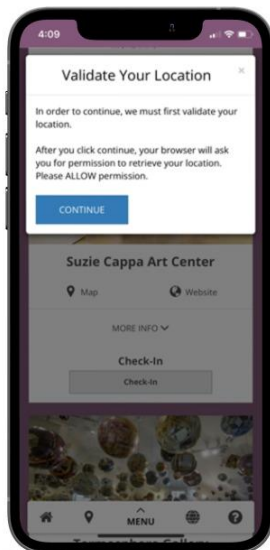 4:09
Validate Your Location ×
In order to continue, we must first validate your
location.
After you click continue, your browser will ask
you for permission to retrieve your location.
Please ALLOW permission.
CONTINUE
Suzie Cappa Art Center
Map Website
MORE INFO
Check-In
Check-In
MENU
Termesphere Gallery